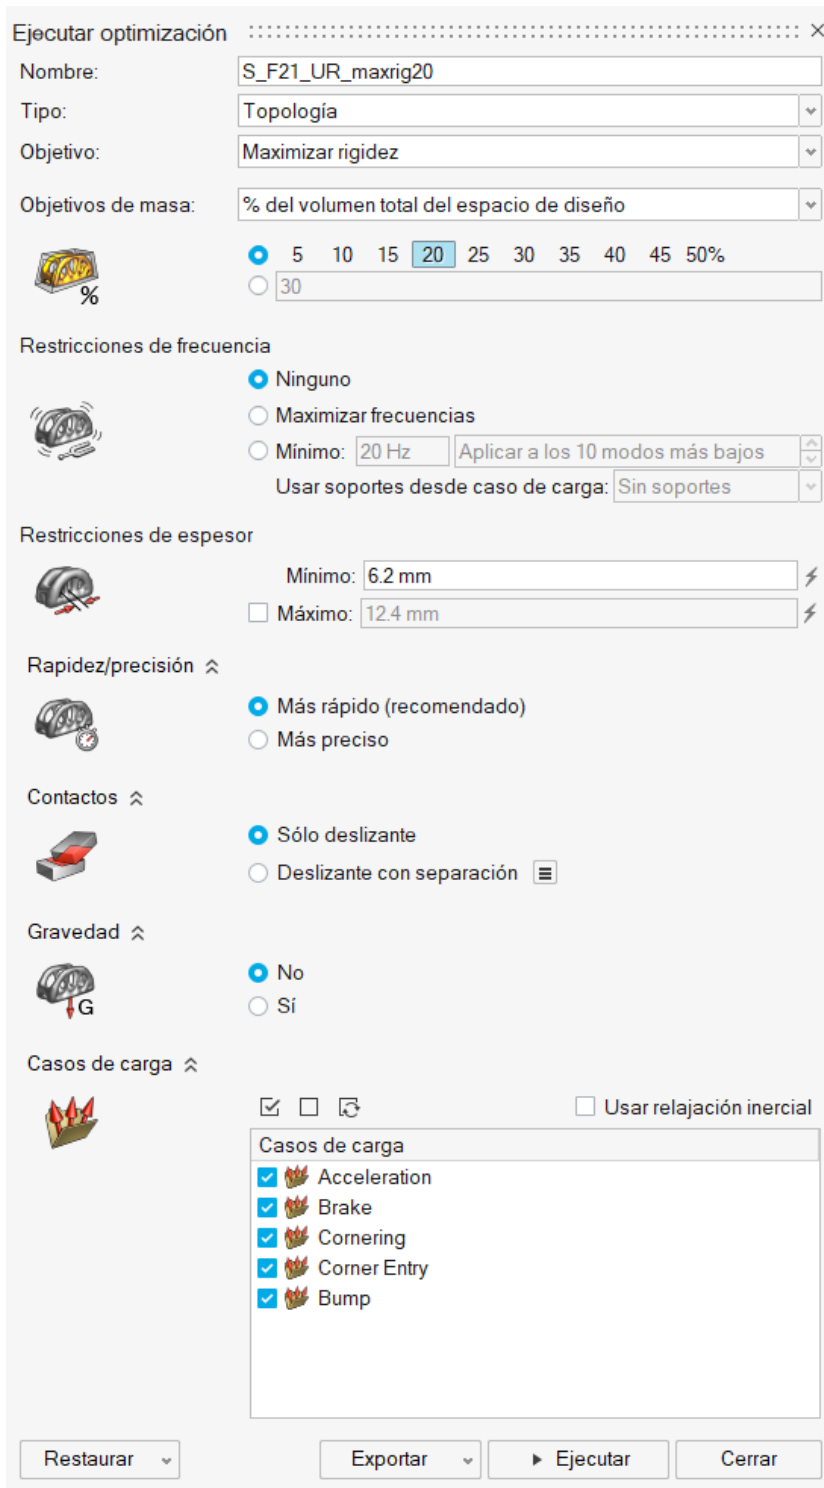 Ejecutar optimización
Nombre: S_F21_UR_maxrig20
Tipo: Topología
Objetivo: Maximizar rigidez
Objetivos de masa: % del volumen total del espacio de diseño
5 10 15 20 25 30 35 40 45 50%
%
30
Restricciones de frecuencia
Ninguno
Maximizar frecuencias
Mínimo: 20 Hz Aplicar a los 10 modos más bajos
Usar soportes desde caso de carga: Sin soportes
Restricciones de espesor
Mínimo: 6.2 mm
Máximo: 12.4 mm
Rapidez/precisión
Más rápido (recomendado)
Más preciso
Contactos
Sólo deslizante
Deslizante con separación
Gravedad
No
G
Sí
Casos de carga
Usar relajación inercial
Casos de carga
Acceleration
Brake
Cornering
Corner Entry
Bump
Restaurar Exportar Ejecutar Cerrar